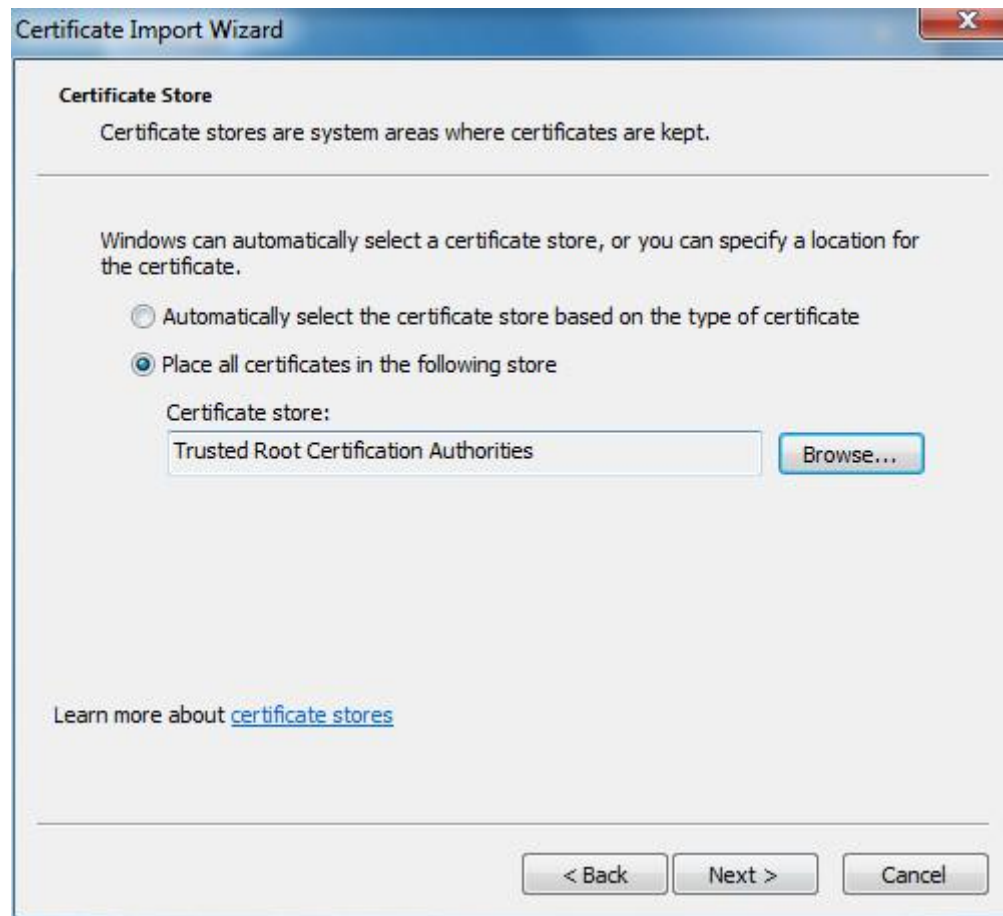 Certificate Import Wizard
Certificate Store
Certificate stores are system areas where certificates are kept.
Windows can automatically select a certificate store, or you can specify a location for
the certificate.
Automatically select the certificate store based on the type of certificate
Place all certificates in the following store
Certificate store:
Trusted Root Certification Authorities
Browse...
Learn more about certificate stores
< Back
Next >
Cancel